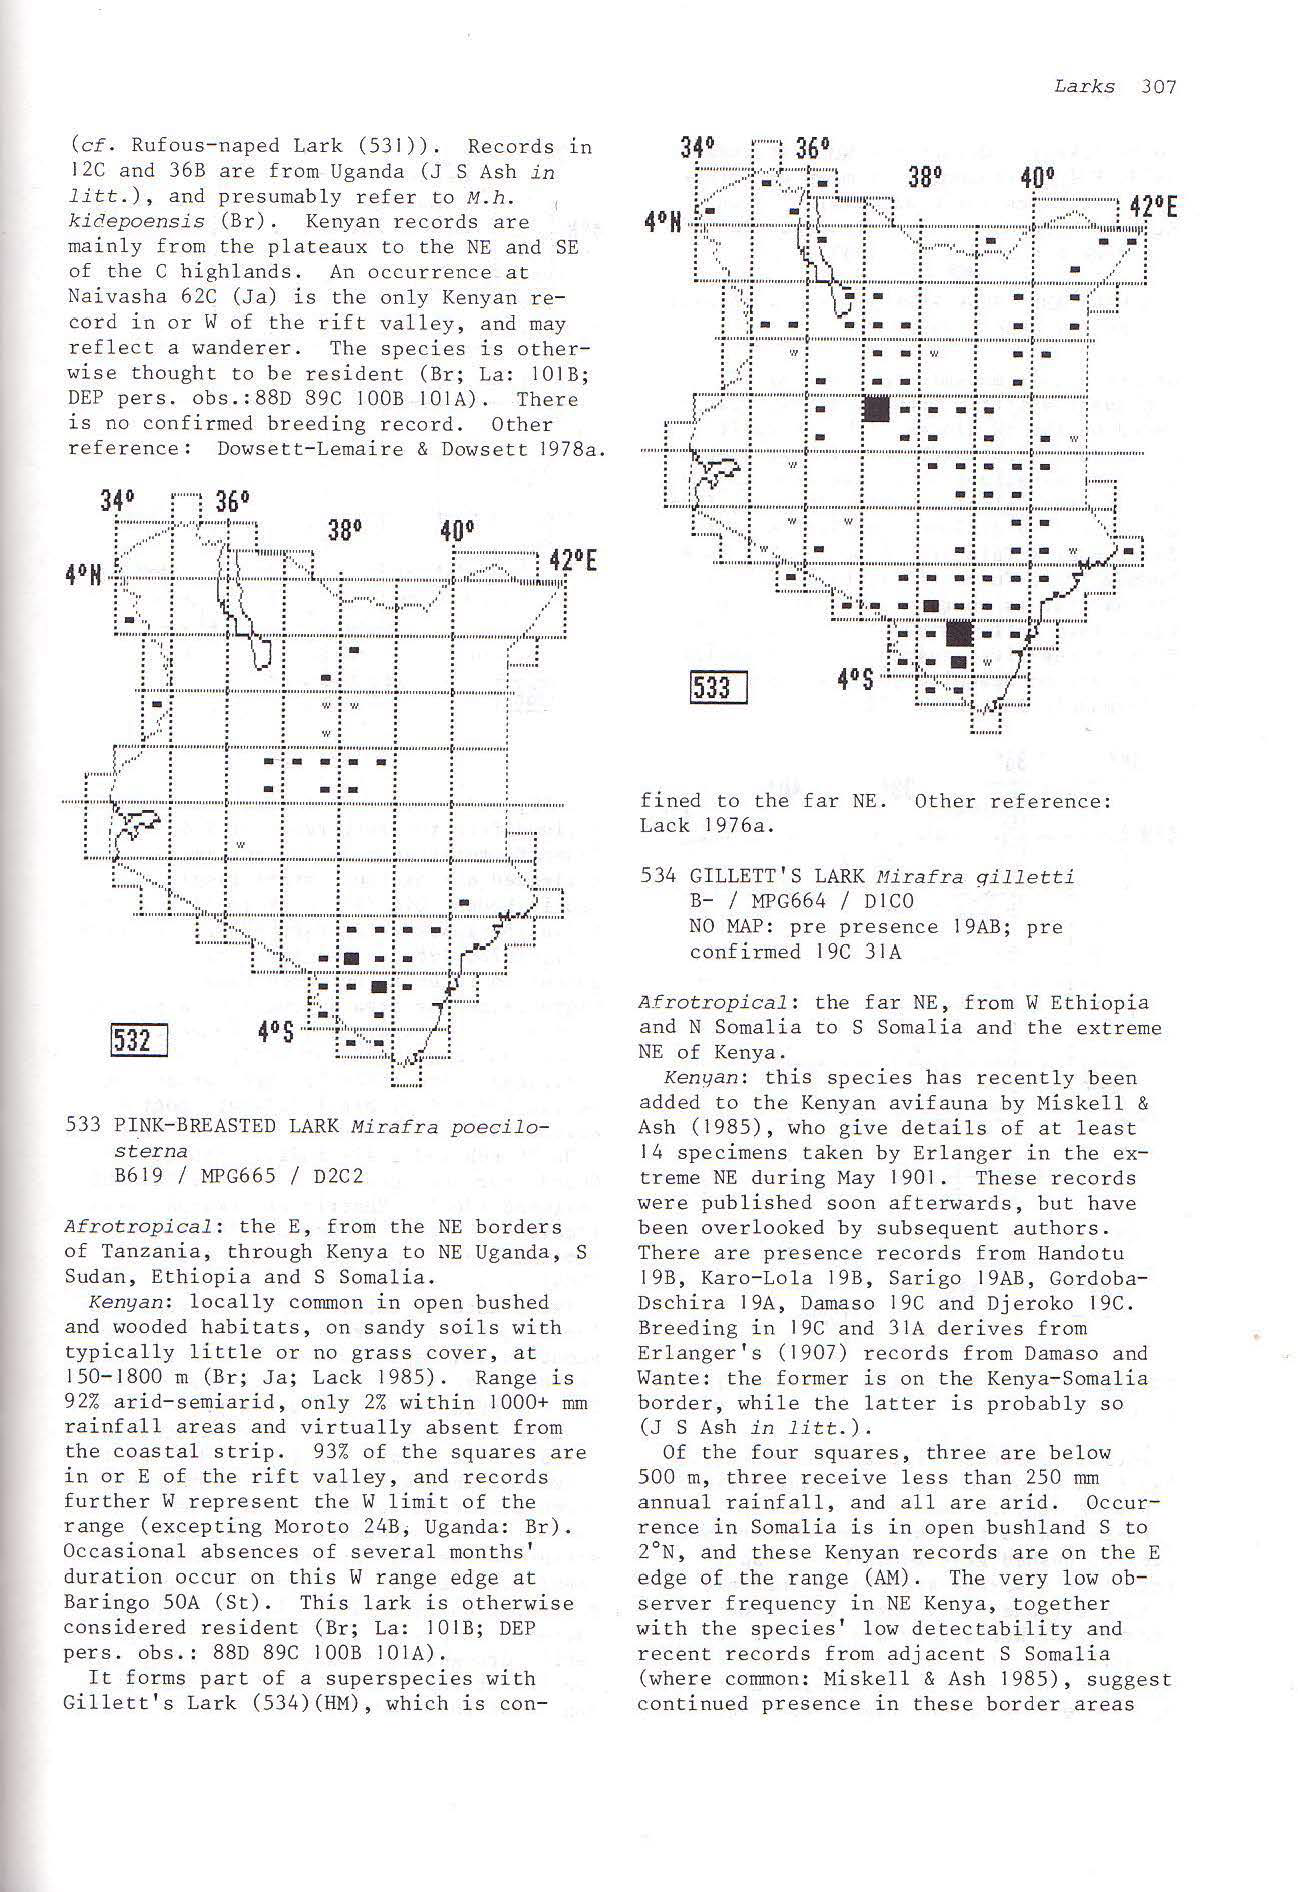 Larks 307
(cf. Rufous-naped Lark (531)). Records in
12C and 36B are from Uganda (J S Ash in
litt.), and presumably refer to M.h.
kidepoensis (Br). Kenyan records are
mainly from the plateaux to the NE and SE
of the C highlands. An occurrence at
Naivasha 62C (Ja) is the only Kenyan re-
cord in or W of the rift valley, and may
reflect a wanderer. The species is other-
wise thought to be resident (Br; La: 101B;
DEP pers. obs.:88D 89C 100B 101A). There
is no confirmed breeding record. Other
reference: Dowsett-Lemaire & Dowsett 1978a.
34° 36°
38° 40°
4°N 42°E
w w
w
w
4°S
532
533 PINK-BREASTED LARK Mirafra poecilo-
sterna
B619 / MPG665 / D2C2
Afrotropical: the E, from the NE borders
of Tanzania, through Kenya to NE Uganda, S
Sudan, Ethiopia and S Somalia.
Kenyan: locally common in open bushed
and wooded habitats, on sandy soils with
typically little or no grass cover, at
150-1800 m (Br; Ja; Lack 1985). Range is
92% arid-semiarid, only 2% within 1000+ mm
rainfall areas and virtually absent from
the coastal strip. 93% of the squares are
in or E of the rift valley, and records
further W represent the W limit of the
range (excepting Moroto 24B, Uganda: Br).
Occasional absences of several months'
duration occur on this W range edge at
Baringo 50A (St). This lark is otherwise
considered resident (Br; La: 101B; DEP
pers. obs.: 88D 89C 100B 101A).
It forms part of a superspecies with
Gillett's Lark (534)(HM), which is con-
34° 36°
38° 40°
4°N 42°E
w w
w
w
w w
w w
w
4°S
533
fined to the far NE. Other reference:
Lack 1976a.
534 GILLETT'S LARK Mirafra gilletti
B- / MPG664 / D1C0
NO MAP: pre presence 19AB; pre
confirmed 19C 31A
Afrotropical: the far NE, from W Ethiopia
and N Somalia to S Somalia and the extreme
NE of Kenya.
Kenyan: this species has recently been
added to the Kenyan avifauna by Miskell &
Ash (1985), who give details of at least
14 specimens taken by Erlanger in the ex-
treme NE during May 1901. These records
were published soon afterwards, but have
been overlooked by subsequent authors.
There are presence records from Handotu
19B, Karo-Lola 19B, Sarigo 19AB, Gordoba-
Dschira 19A, Damaso 19C and Djeroko 19C.
Breeding in 19C and 31A derives from
Erlanger's (1907) records from Damaso and
Wante: the former is on the Kenya-Somalia
border, while the latter is probably so
(J S Ash in litt.).
Of the four squares, three are below
500 m, three receive less than 250 mm
annual rainfall, and all are arid. Occur-
rence in Somalia is in open bushland S to
2°N, and these Kenyan records are on the E
edge of the range (AM). The very low ob-
server frequency in NE Kenya, together
with the species' low detectability and
recent records from adjacent S Somalia
(where common: Miskell & Ash 1985), suggest
continued presence in these border areas